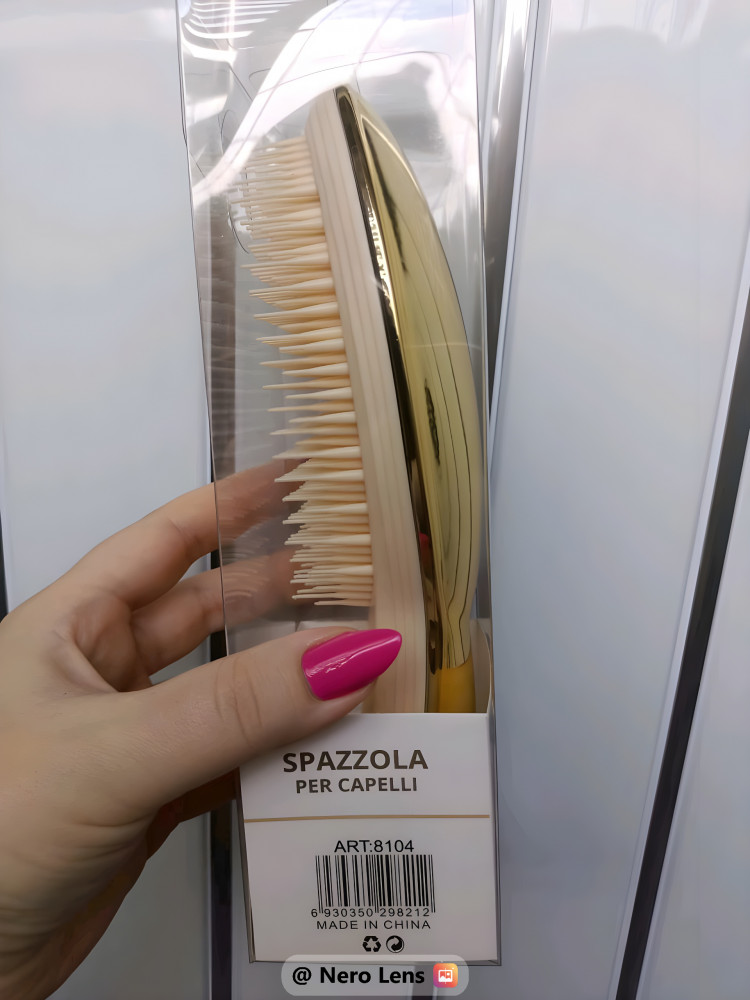 SPAZZOLA
PER CAPELLI
ART:8104
6 930350 298212
MADE IN CHINA
@ Nero Lens